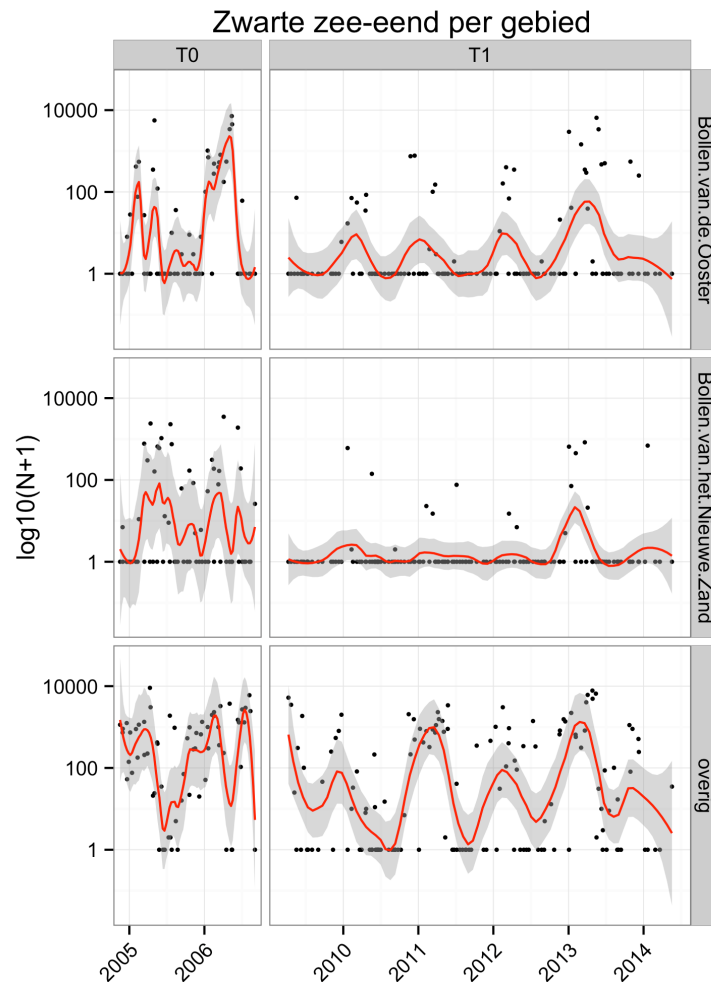 Zwarte zee-eend per gebied
T0
T1
10000
100
1
Bollen.van.de.Ooster
10000
100
1
Bollen.van.het.Nieuwe.Zand
10000
100
1
overig
log10(N+1)
2005
2006
2010
2011
2012
2013
2014